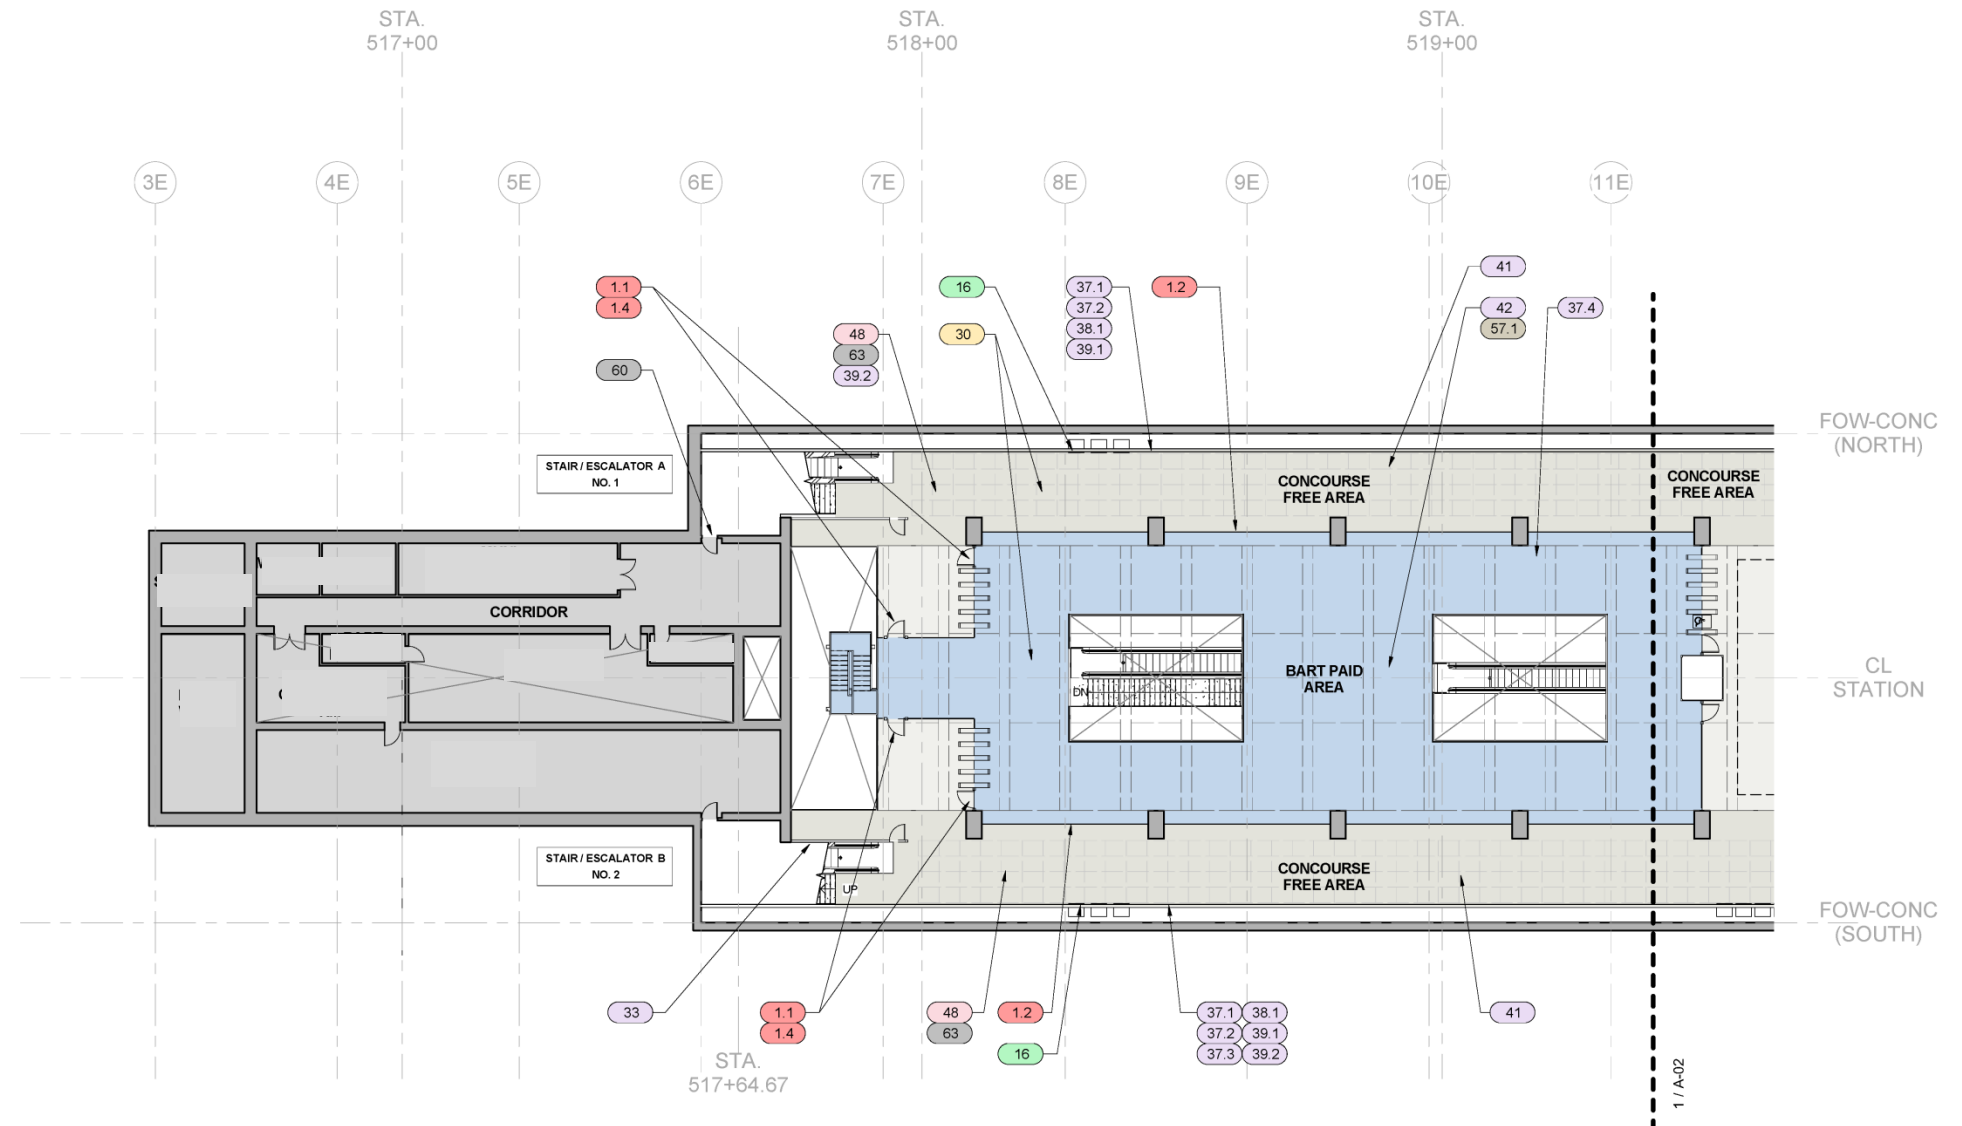 STA.
517+00
STA.
518+00
STA.
519+00
3E
4E
5E
6E
7E
8E
9E
10E
11E
41
1.1
1.4
16
37.1
37.2
38.1
39.1
1.2
42
57.1
37.4
48
63
39.2
30
60
FOW-CONC
(NORTH)
STAIR / ESCALATOR A
NO. 1
CONCOURSE
FREE AREA
CONCOURSE
FREE AREA
CORRIDOR
BART PAID
AREA
DN
CL
STATION
STAIR / ESCALATOR B
NO. 2
UP
CONCOURSE
FREE AREA
FOW-CONC
(SOUTH)
33
1.1
1.4
48
63
1.2
16
37.1 38.1
37.2 39.1
37.3 39.2
41
STA.
517+64.67
1 / A-02